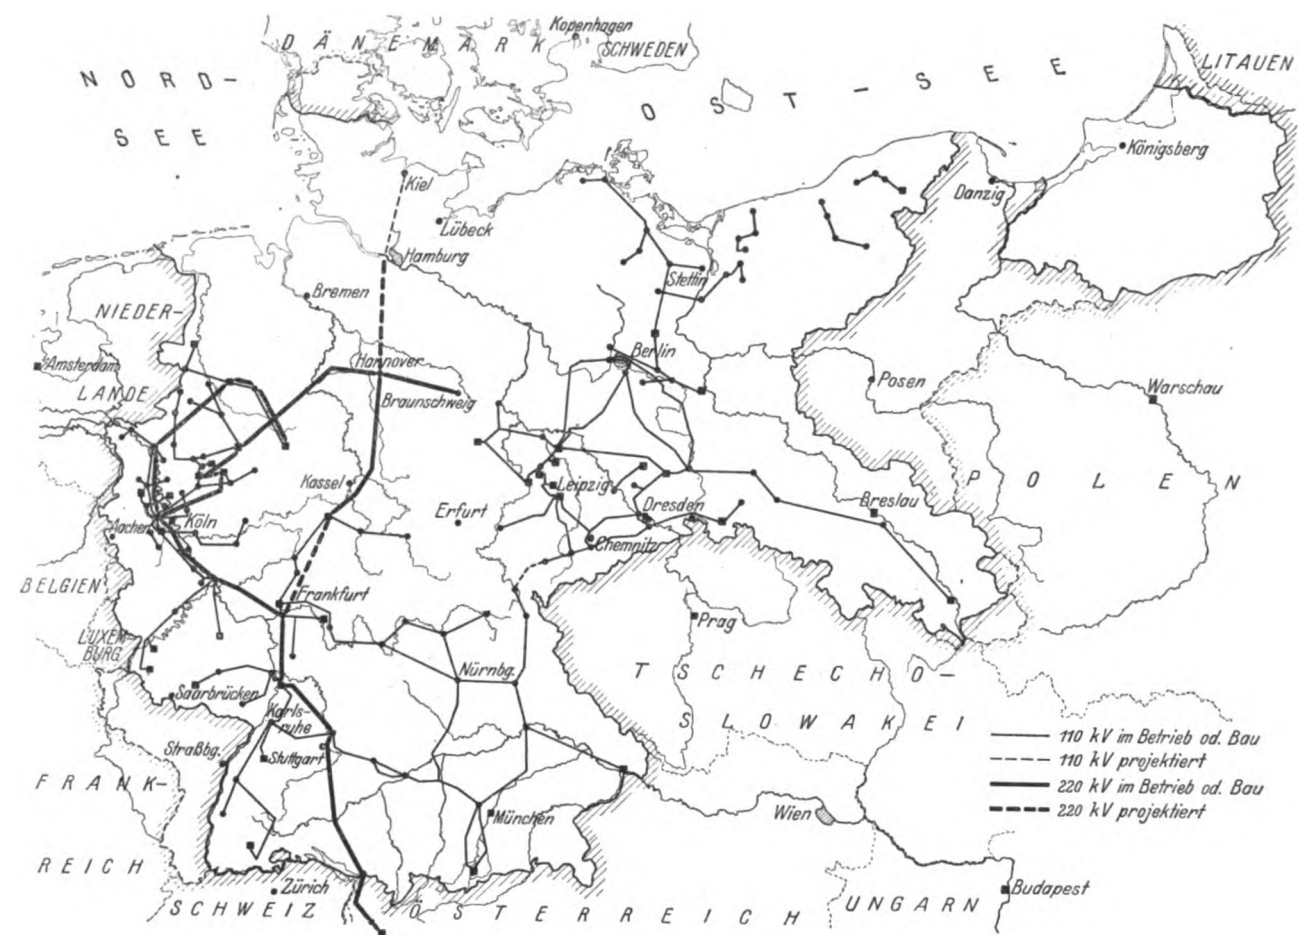 Kopenhagen
DÄNEMARK
SCHWEDEN
LITAUEN
NORD-
SEE
OST-SEE
Königsberg
Kiel
Danzig
Lübeck
Hamburg
Stettin
Bremen
NIEDER-
LANDE
Amsterdam
Hannover
Berlin
Braunschweig
Posen
Warschau
POLEN
Kassel
Leipzig
Breslau
Erfurt
Dresden
Aachen
Köln
Chemnitz
BELGIEN
Frankfurt
Prag
LUXEM-
BURG
Nürnbg.
TSCHECHO-
SLOWAKEI
Saarbrücken
Karls-
ruhe
Straßbg.
Stuttgart
110 kV im Betrieb od. Bau
110 kV projektiert
220 kV im Betrieb od. Bau
220 kV projektiert
FRANK-
REICH
München
Wien
Zürich
SCHWEIZ
ÖSTERREICH
UNGARN
Budapest